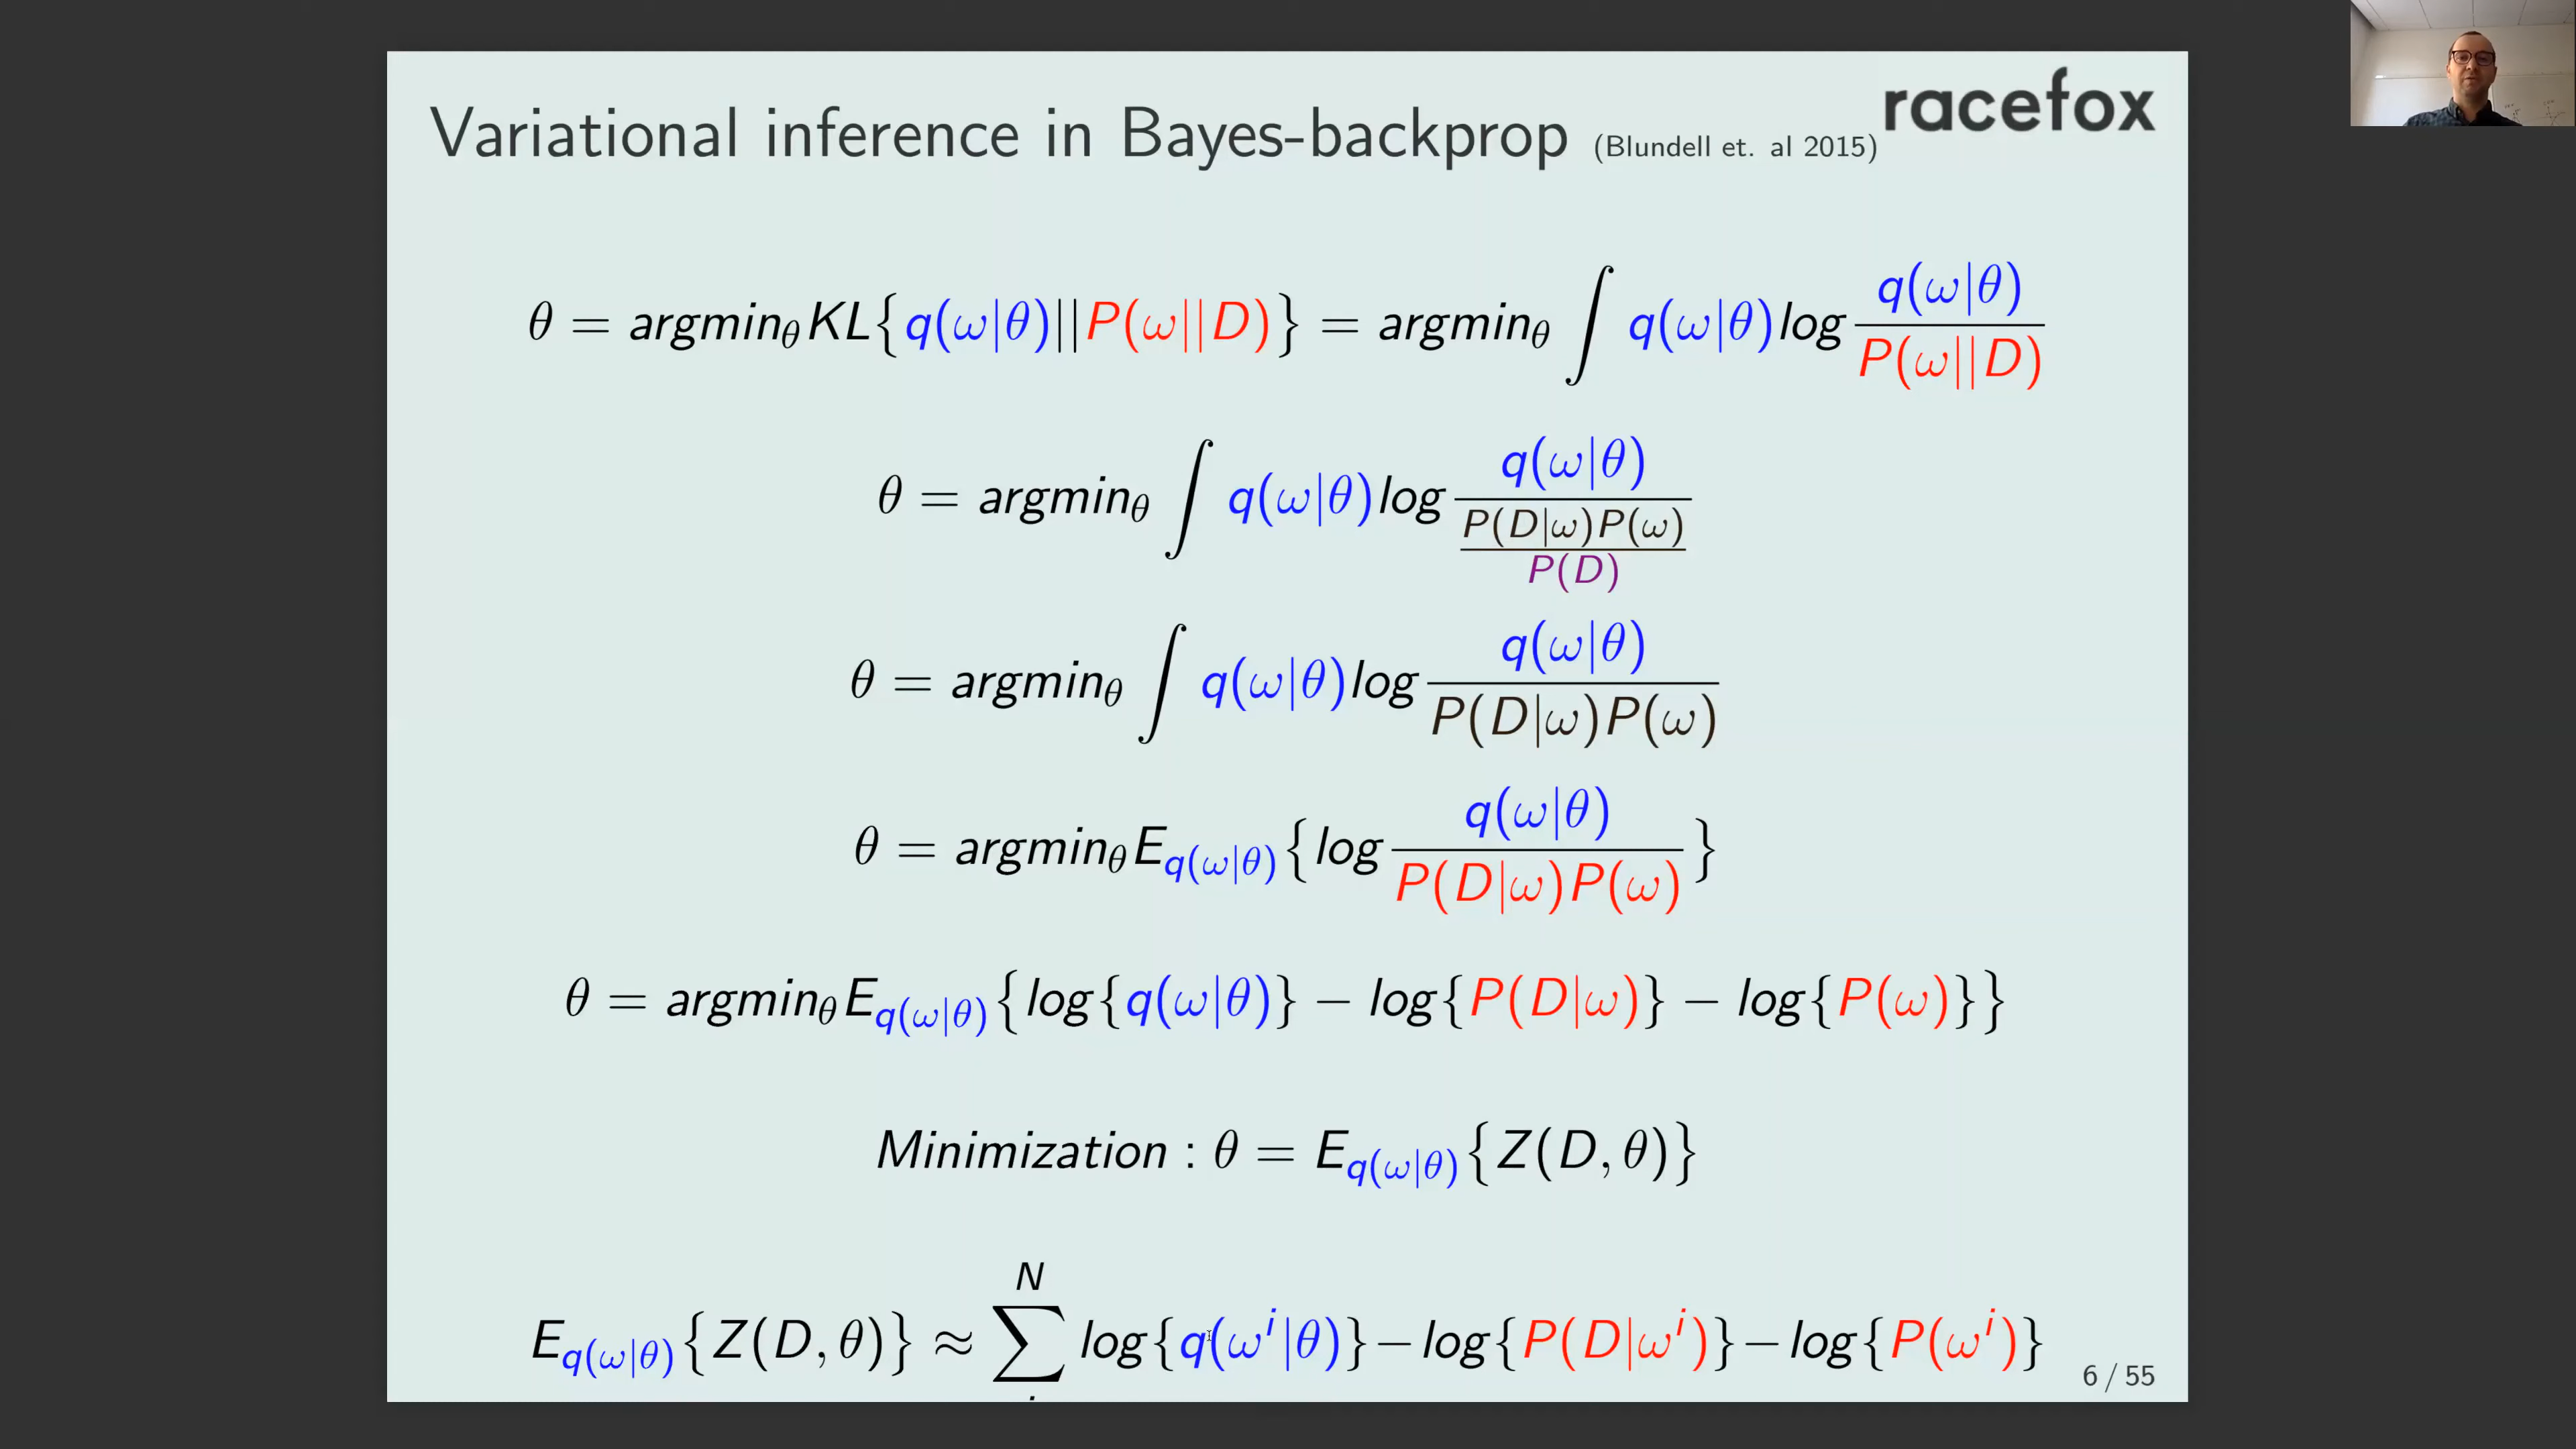 Variational inference in Bayes-backprop (Blundell et. al 2015) racefox
θ = argmin_θ KL{q(ω|θ)||P(ω||D)} = argmin_θ ∫ q(ω|θ)log q(ω|θ) / P(ω||D)
θ = argmin_θ ∫ q(ω|θ)log q(ω|θ) / (P(D|ω)P(ω) / P(D))
θ = argmin_θ ∫ q(ω|θ)log q(ω|θ) / P(D|ω)P(ω)
θ = argmin_θ E_q(ω|θ){log q(ω|θ) / P(D|ω)P(ω)}
θ = argmin_θ E_q(ω|θ){log{q(ω|θ)} − log{P(D|ω)} − log{P(ω)}}
Minimization : θ = E_q(ω|θ){Z(D, θ)}
E_q(ω|θ){Z(D, θ)} ≈ ∑^N log{q(ω^i|θ)} − log{P(D|ω^i)} − log{P(ω^i)}
6 / 55